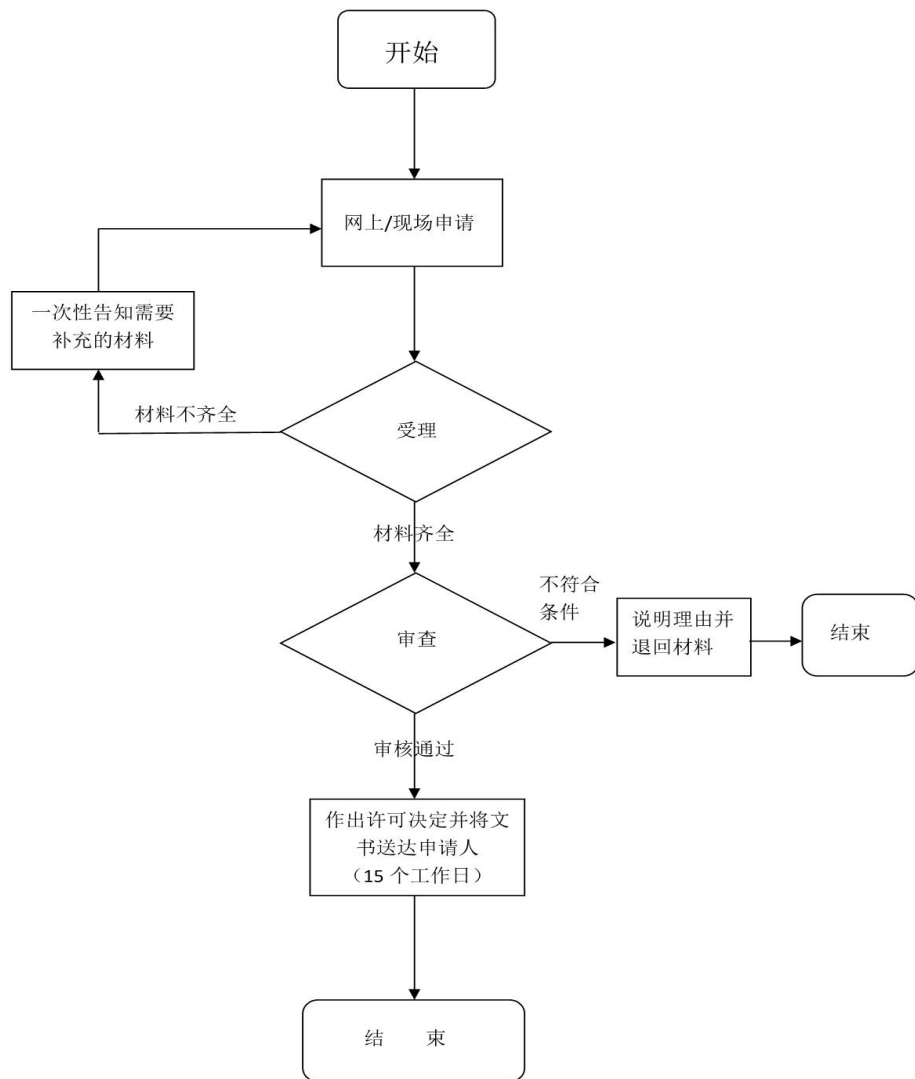 开始
网上/现场申请
一次性告知需要
补充的材料
材料不齐全
受理
材料齐全
不符合
条件
审查
说明理由并
退回材料
结束
审核通过
作出许可决定并将文
书送达申请人
（15 个工作日）
结 束